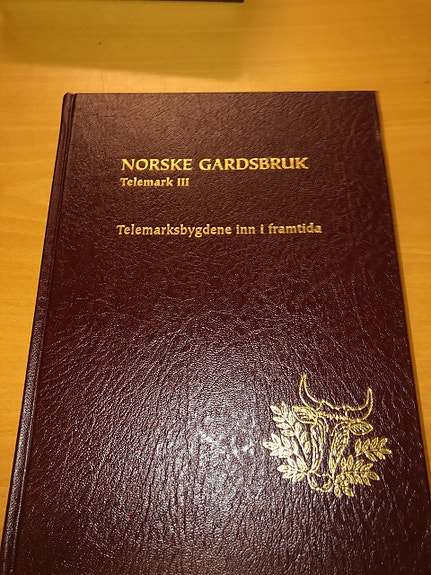 NORSKE GARDSBRUK
Telemark III
Telemarksbygdene inn i framtida